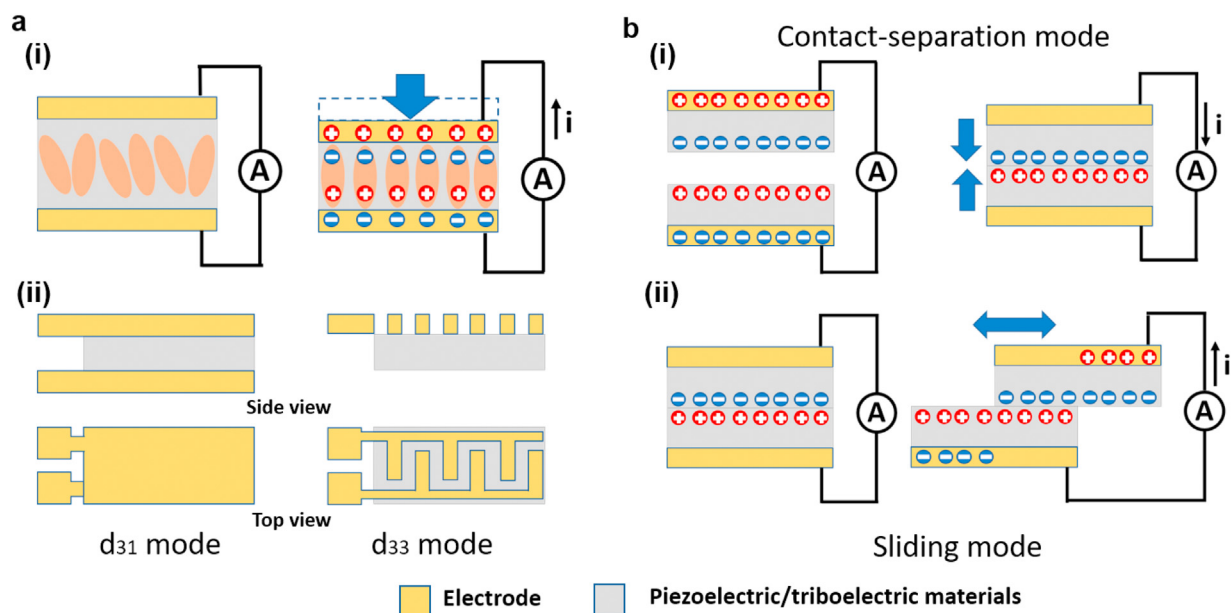 a
(i)
A
i
A
(ii)
Side view
Top view
d₃₁ mode
d₃₃ mode
b
Contact-separation mode
(i)
A
i
A
(ii)
A
i
A
Sliding mode
Electrode
Piezoelectric/triboelectric materials